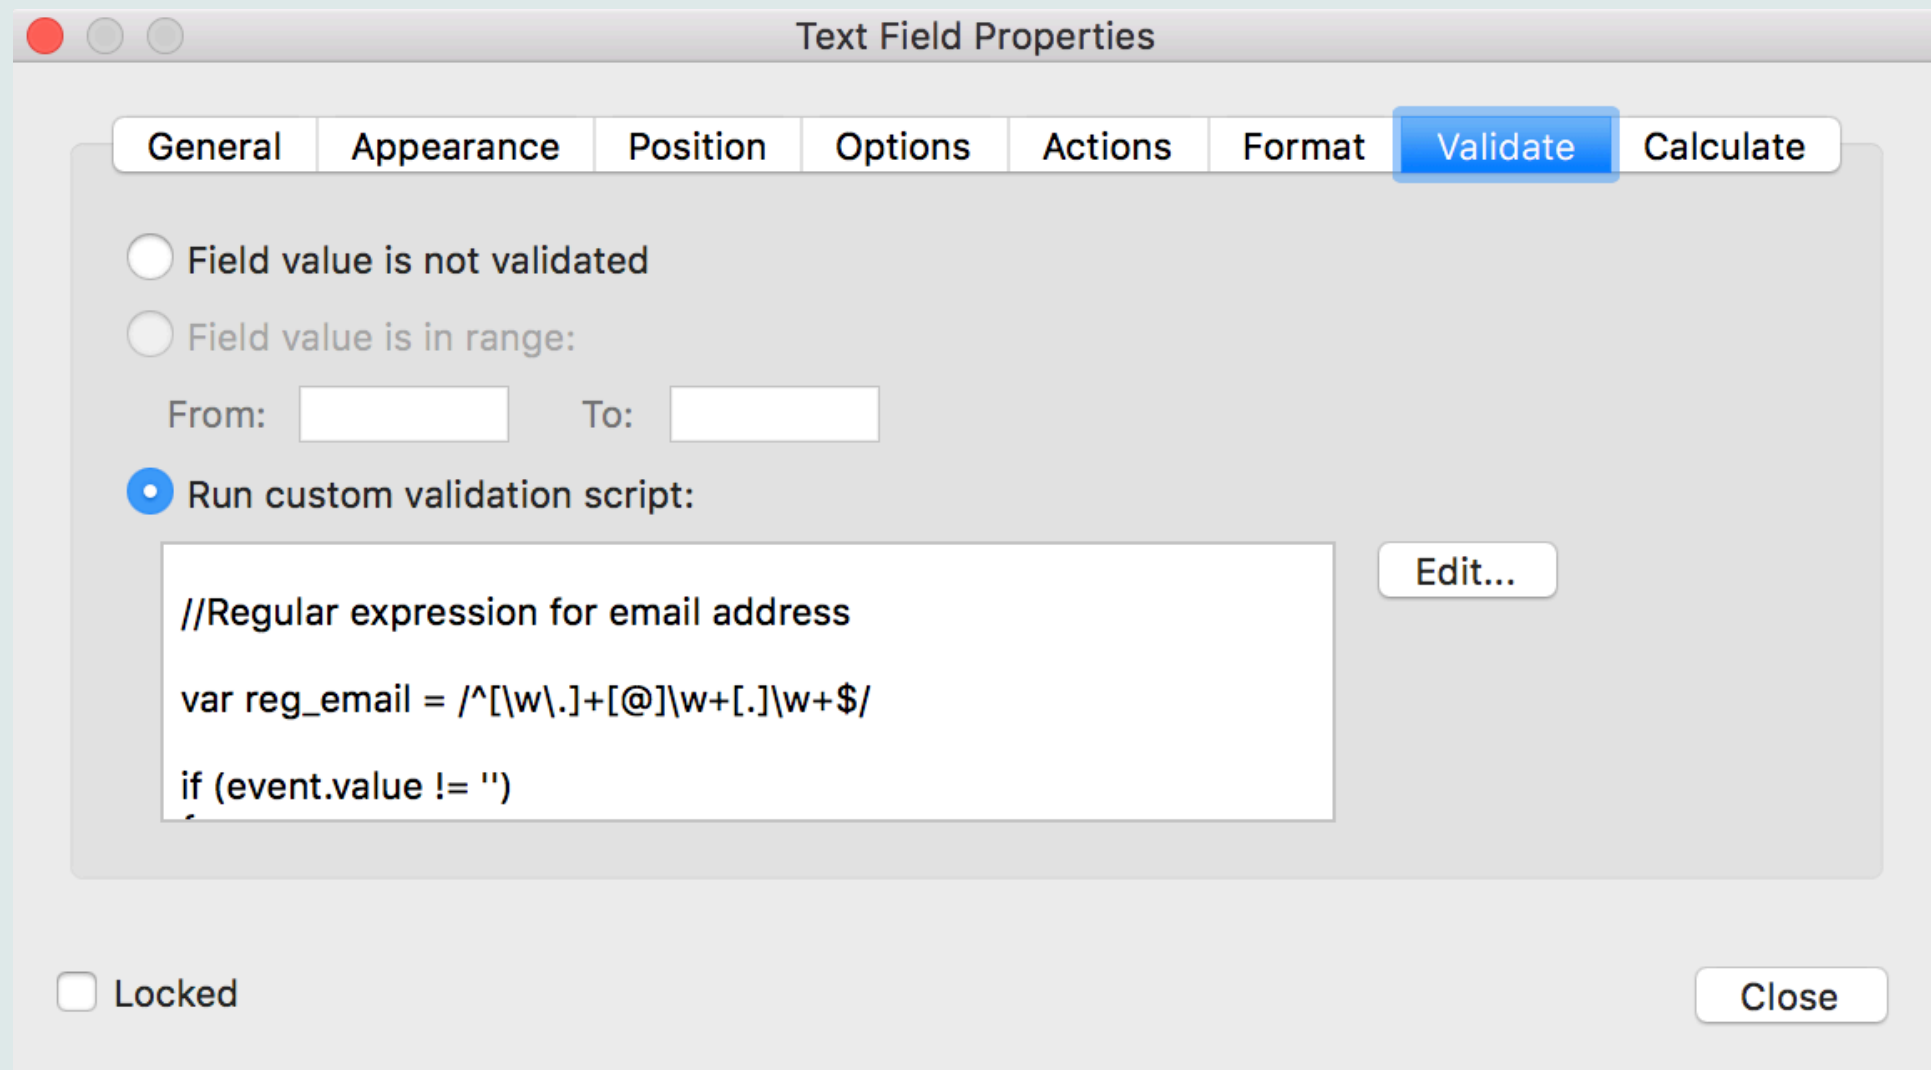 Text Field Properties
General Appearance Position Options Actions Format Validate Calculate
Field value is not validated
Field value is in range:
From: To:
Run custom validation script:
Edit...
//Regular expression for email address
var reg_email = /^[\w\.]+[@]\w+[.]\w+$/
if (event.value != '')
Locked
Close